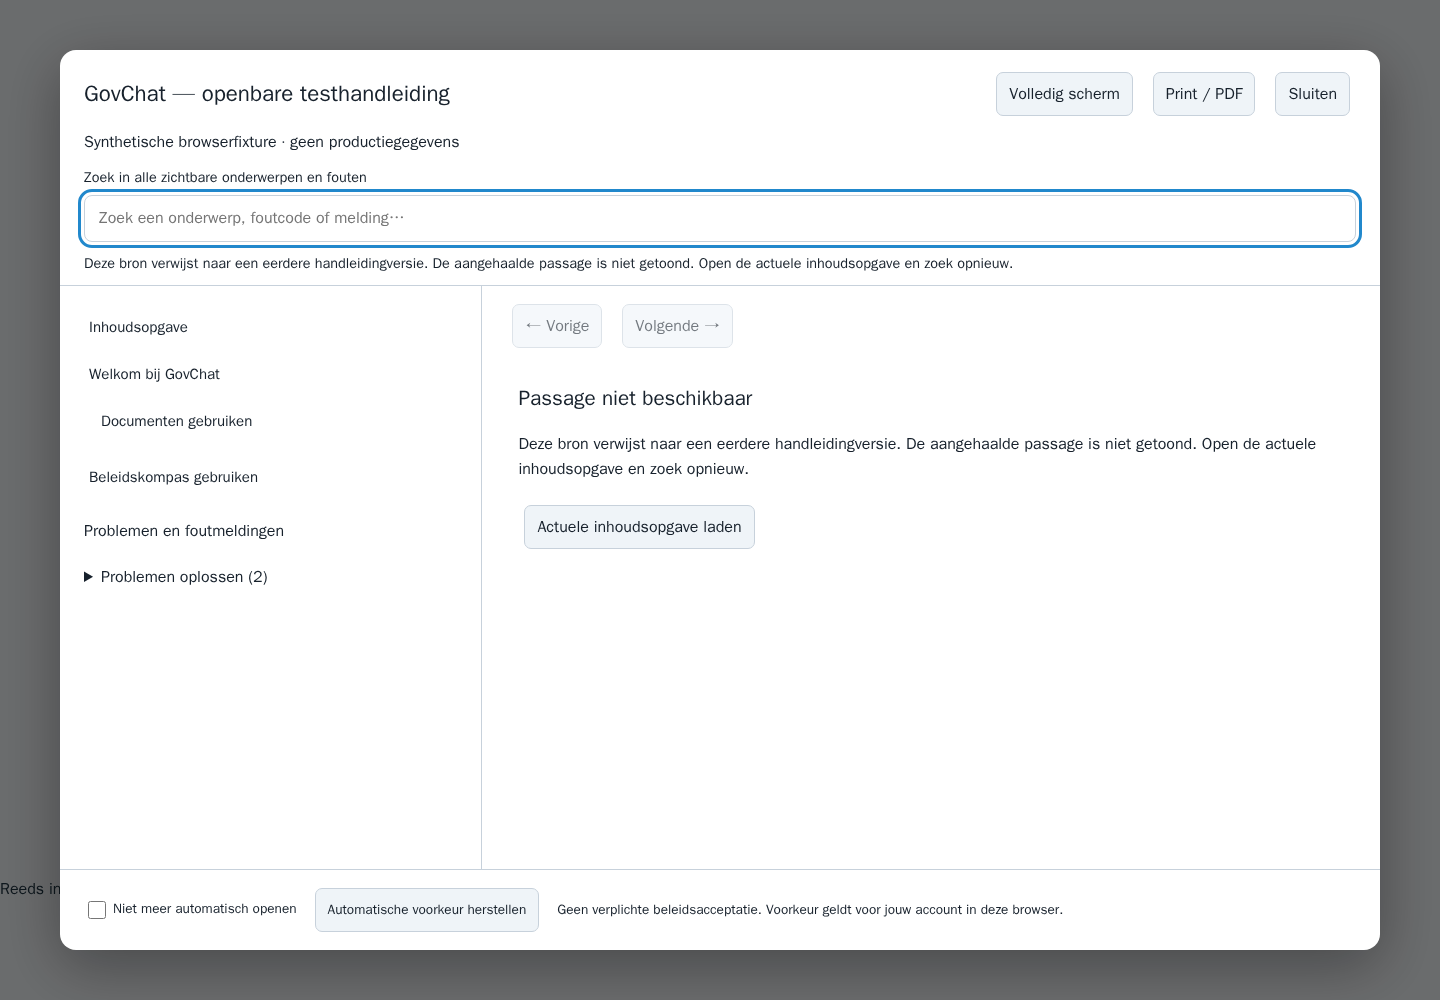 GovChat — openbare testhandleiding
Volledig scherm
Print / PDF
Sluiten
Synthetische browserfixture · geen productiegegevens
Zoek in alle zichtbare onderwerpen en fouten
Zoek een onderwerp, foutcode of melding…
Deze bron verwijst naar een eerdere handleidingversie. De aangehaalde passage is niet getoond. Open de actuele inhoudsopgave en zoek opnieuw.
Inhoudsopgave
Welkom bij GovChat
Documenten gebruiken
Beleidskompas gebruiken
Problemen en foutmeldingen
▶ Problemen oplossen (2)
← Vorige
Volgende →
Passage niet beschikbaar
Deze bron verwijst naar een eerdere handleidingversie. De aangehaalde passage is niet getoond. Open de actuele
inhoudsopgave en zoek opnieuw.
Actuele inhoudsopgave laden
Reeds in
Niet meer automatisch openen
Automatische voorkeur herstellen
Geen verplichte beleidsacceptatie. Voorkeur geldt voor jouw account in deze browser.